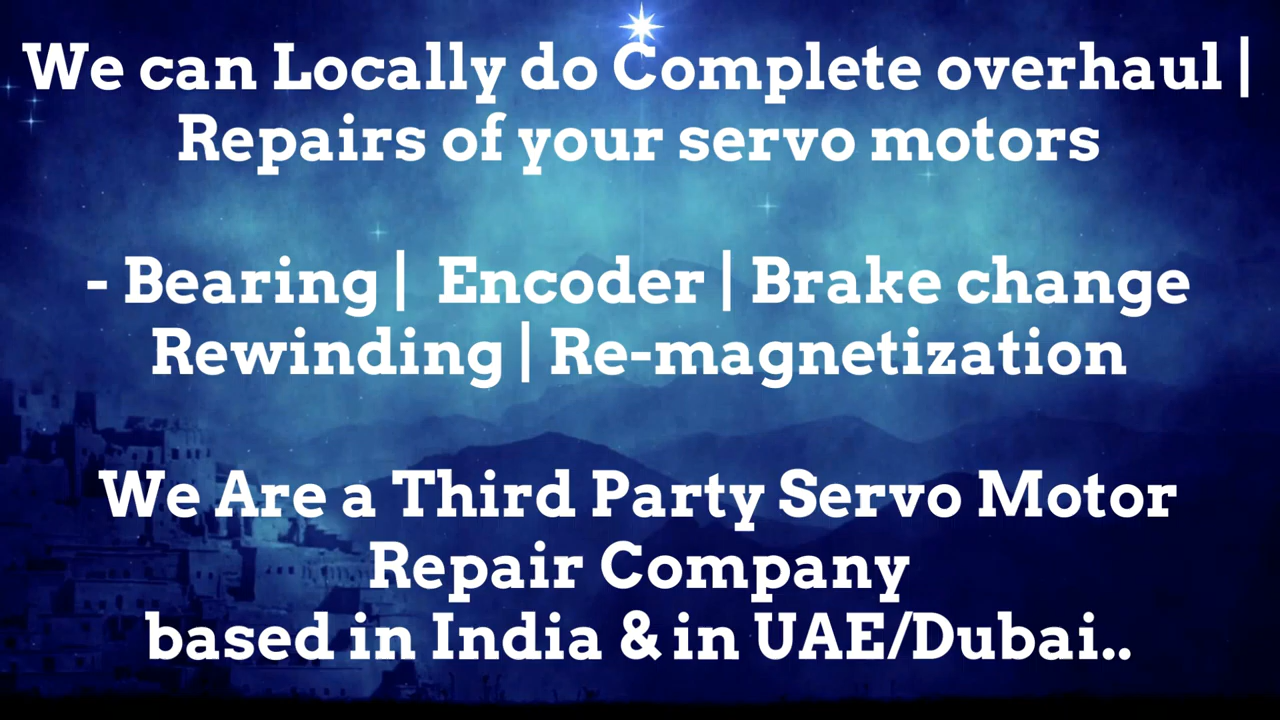 We can Locally do Complete overhaul |
Repairs of your servo motors
- Bearing | Encoder | Brake change
Rewinding | Re-magnetization
We Are a Third Party Servo Motor
Repair Company
based in India & in UAE/Dubai..